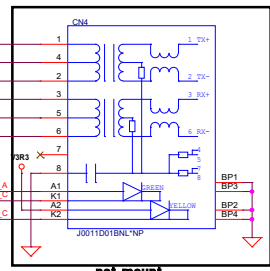 CN4
1
4
2
3
5
6
7
8
A1
K1
A2
K2
1 TX+
2 TX-
3 RX+
6 RX-
4
5
7
8
GREEN
YELLOW
BP1
BP3
BP2
BP4
V3R3
A
C
A
C
J0011D01BNL*NP
not mount